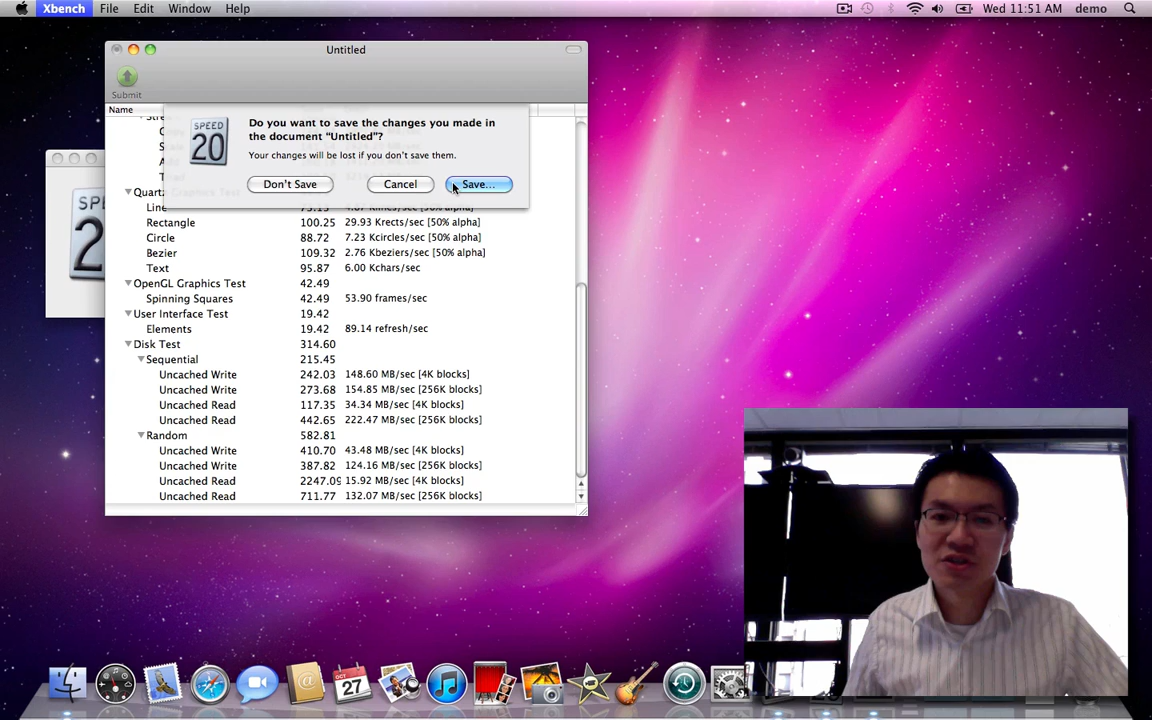 Xbench File Edit Window Help Wed 11:51 AM demo
Untitled
Submit
Name
Do you want to save the changes you made in
the document “Untitled”?
Your changes will be lost if you don’t save them.
Don’t Save Cancel Save...
SPEED
20
Quartz Graphics Test
Line
Rectangle 100.25 29.93 Krects/sec [50% alpha]
Circle 88.72 7.23 Kcircles/sec [50% alpha]
Bezier 109.32 2.76 Kbeziers/sec [50% alpha]
Text 95.87 6.00 Kchars/sec
OpenGL Graphics Test 42.49
Spinning Squares 42.49 53.90 frames/sec
User Interface Test 19.42
Elements 19.42 89.14 refresh/sec
Disk Test 314.60
Sequential 215.45
Uncached Write 242.03 148.60 MB/sec [4K blocks]
Uncached Write 273.68 154.85 MB/sec [256K blocks]
Uncached Read 117.35 34.34 MB/sec [4K blocks]
Uncached Read 442.65 222.47 MB/sec [256K blocks]
Random 582.81
Uncached Write 410.70 43.48 MB/sec [4K blocks]
Uncached Write 387.82 124.16 MB/sec [256K blocks]
Uncached Read 2247.09 15.92 MB/sec [4K blocks]
Uncached Read 711.77 132.07 MB/sec [256K blocks]
OCT
27